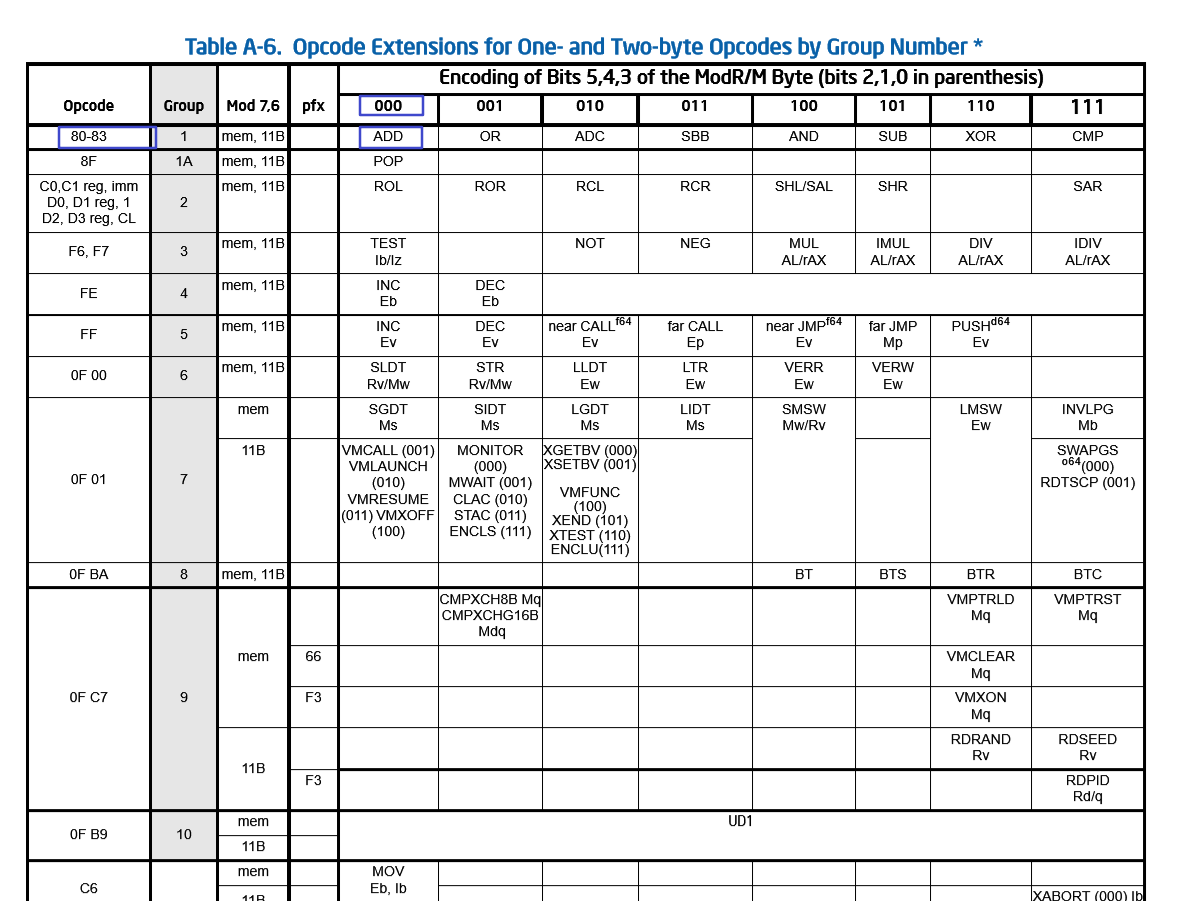 Table A-6. Opcode Extensions for One- and Two-byte Opcodes by Group Number *
Encoding of Bits 5,4,3 of the ModR/M Byte (bits 2,1,0 in parenthesis)
Opcode Group Mod 7,6 pfx 000 001 010 011 100 101 110 111
80-83 1 mem, 11B ADD OR ADC SBB AND SUB XOR CMP
8F 1A mem, 11B POP
C0,C1 reg, imm
D0, D1 reg, 1
D2, D3 reg, CL
2
mem, 11B ROL ROR RCL RCR SHL/SAL SHR SAR
F6, F7 3 mem, 11B
TEST
Ib/Iz
NOT
NEG
MUL
AL/rAX
IMUL
AL/rAX
DIV
AL/rAX
IDIV
AL/rAX
FE 4 mem, 11B
INC
Eb
DEC
Eb
FF 5 mem, 11B
INC
Ev
DEC
Ev
near CALLf64
Ev
far CALL
Ep
near JMPf64
Ev
far JMP
Mp
PUSHd64
Ev
0F 00 6 mem, 11B
SLDT
Rv/Mw
STR
Rv/Mw
LLDT
Ew
LTR
Ew
VERR
Ew
VERW
Ew
0F 01 7 mem
SGDT
Ms
SIDT
Ms
LGDT
Ms
LIDT
Ms
SMSW
Mw/Rv
LMSW
Ew
INVLPG
Mb
11B
VMCALL (001)
VMLAUNCH
(010)
VMRESUME
(011) VMXOFF
(100)
MONITOR
(000)
MWAIT (001)
CLAC (010)
STAC (011)
ENCLS (111)
XGETBV (000)
XSETBV (001)
VMFUNC
(100)
XEND (101)
XTEST (110)
ENCLU(111)
SWAPGS
o64(000)
RDTSCP (001)
0F BA 8 mem, 11B BT BTS BTR BTC
0F C7 9 mem
CMPXCH8B Mq
CMPXCHG16B
Mdq
VMPTRLD
Mq
VMPTRST
Mq
66
VMCLEAR
Mq
F3
VMXON
Mq
11B
RDRAND
Rv
RDSEED
Rv
F3
RDPID
Rd/q
0F B9 10 mem
11B
UD1
C6 mem
MOV
Eb, Ib
11B
XABORT (000) Ib